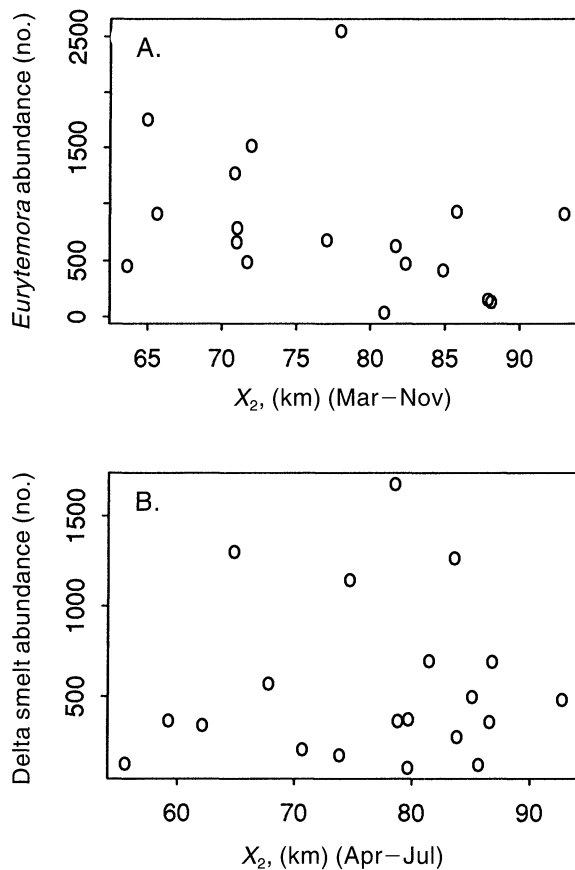 A.
Eurytemora abundance (no.)
2500
1500
500
0
65 70 75 80 85 90
X₂, (km) (Mar–Nov)
B.
Delta smelt abundance (no.)
1500
1000
500
60 70 80 90
X₂, (km) (Apr–Jul)